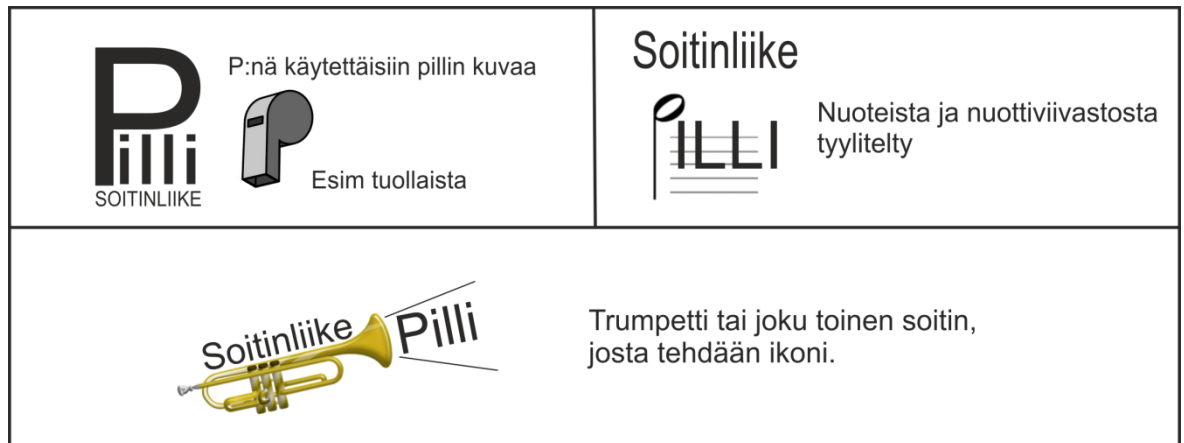 Pilli
SOITINLIIKE
P:nä käytettäisiin pillin kuvaa
Esim tuollaista
Soitinliike
PILLI
Nuoteista ja nuottiviivastosta
tyylitelty
Soitinliike Pilli
Trumpetti tai joku toinen soitin,
josta tehdään ikoni.